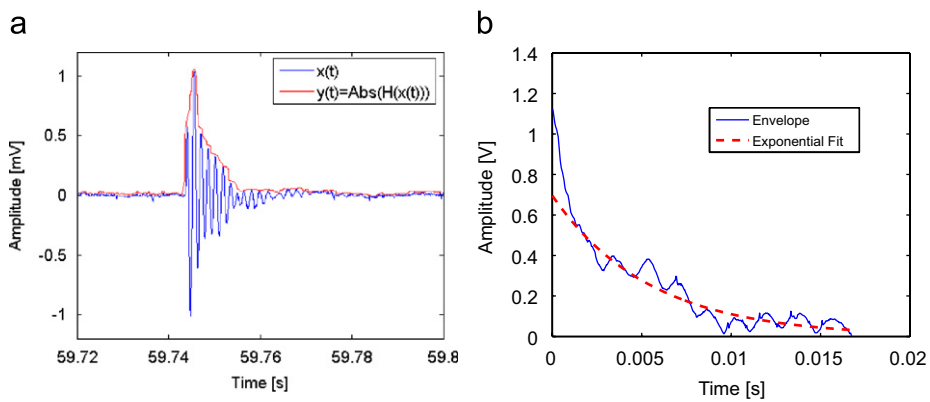 a
Amplitude [mV]
1
0.5
0
-0.5
-1
x(t)
y(t)=Abs(H(x(t)))
59.72
59.74
59.76
59.78
59.8
Time [s]
b
Amplitude [V]
1.4
1.2
1
0.8
0.6
0.4
0.2
0
Envelope
Exponential Fit
0
0.005
0.01
0.015
0.02
Time [s]